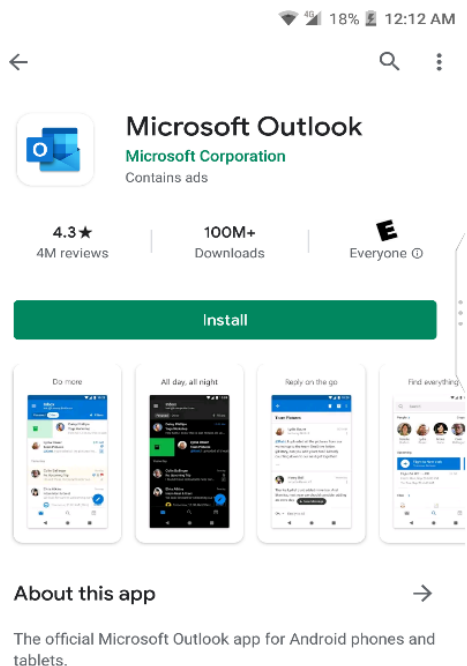 4G 18% 12:12 AM
Microsoft Outlook
Microsoft Corporation
Contains ads
4.3★ 100M+ E
4M reviews Downloads Everyone
Install
Do more All day, all night Reply on the go Find everything
About this app
The official Microsoft Outlook app for Android phones and
tablets.